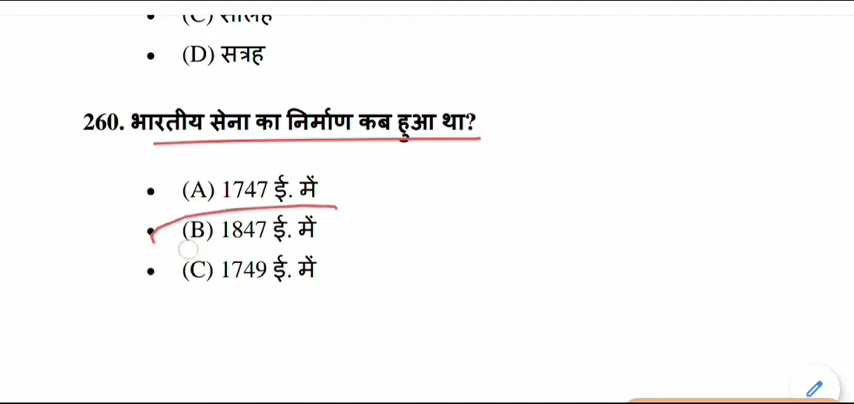 (D) सत्रह
260. भारतीय सेना का निर्माण कब हुआ था?
(A) 1747 ई. में
(B) 1847 ई. में
(C) 1749 ई. में